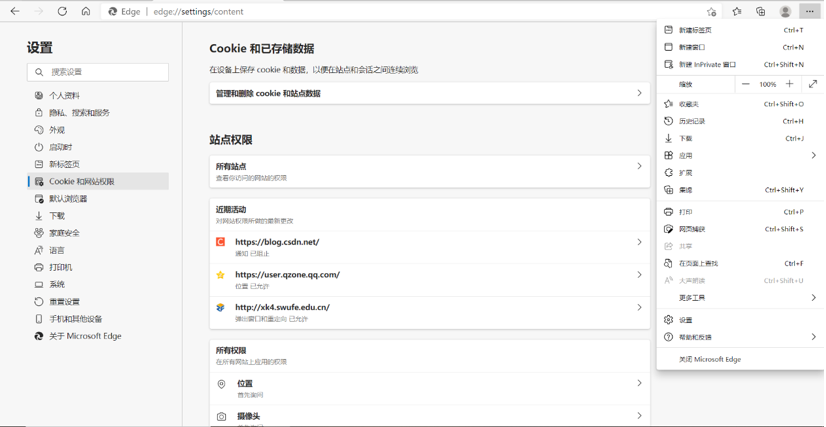 Edge | edge://settings/content
设置
搜索设置
个人资料
隐私、搜索和服务
外观
启动时
新标签页
Cookie 和网站权限
默认浏览器
下载
家庭安全
语言
打印机
系统
重置设置
手机和其他设备
关于 Microsoft Edge
Cookie 和已存储数据
在设备上保存 cookie 和数据，以便在站点和会话之间连续浏览
管理和删除 cookie 和站点数据
站点权限
所有站点
查看你访问的网站的权限
近期活动
对网站权限所做的最新更改
https://blog.csdn.net/
通知 已阻止
https://user.qzone.qq.com/
位置 已允许
http://xk4.swufe.edu.cn/
弹出窗口和重定向 已允许
所有权限
在所有网站上应用的权限
位置
首先询问
摄像头
新建标签页 Ctrl+T
新建窗口 Ctrl+N
新建 InPrivate 窗口 Ctrl+Shift+N
缩放 — 100% +
收藏夹 Ctrl+Shift+O
历史记录 Ctrl+H
下载 Ctrl+J
应用
扩展
集锦 Ctrl+Shift+Y
打印 Ctrl+P
网页捕获 Ctrl+Shift+S
共享
在页面上查找 Ctrl+F
大声朗读 Ctrl+Shift+U
更多工具
设置
帮助和反馈
关闭 Microsoft Edge